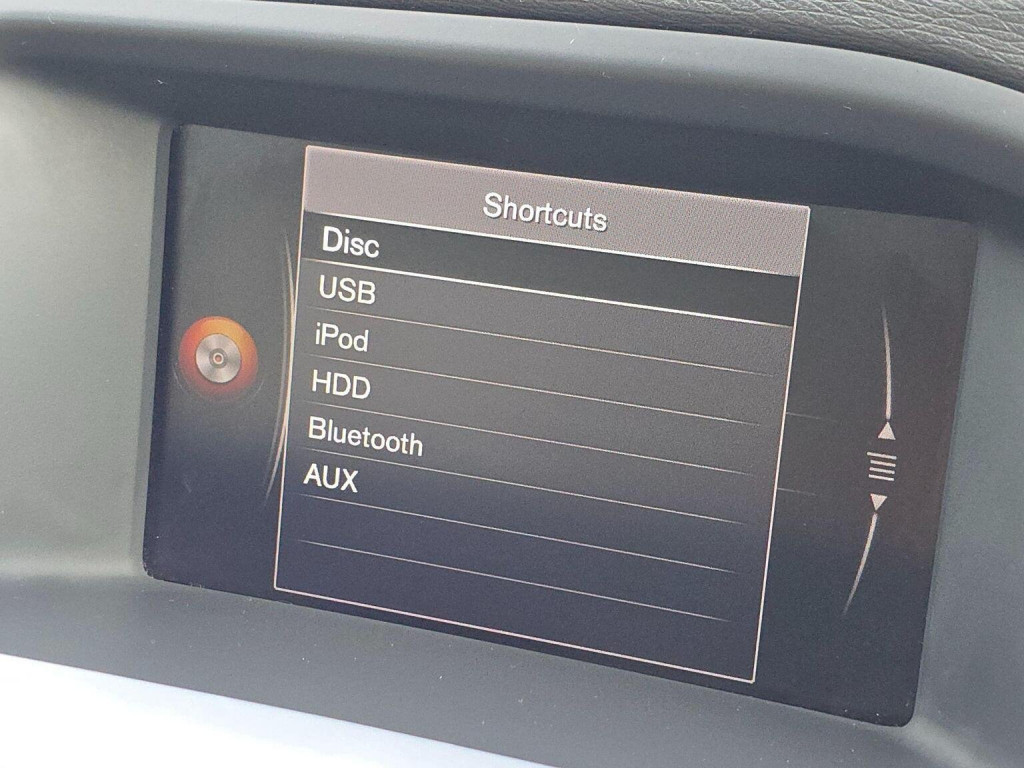 Shortcuts
Disc
USB
iPod
HDD
Bluetooth
AUX